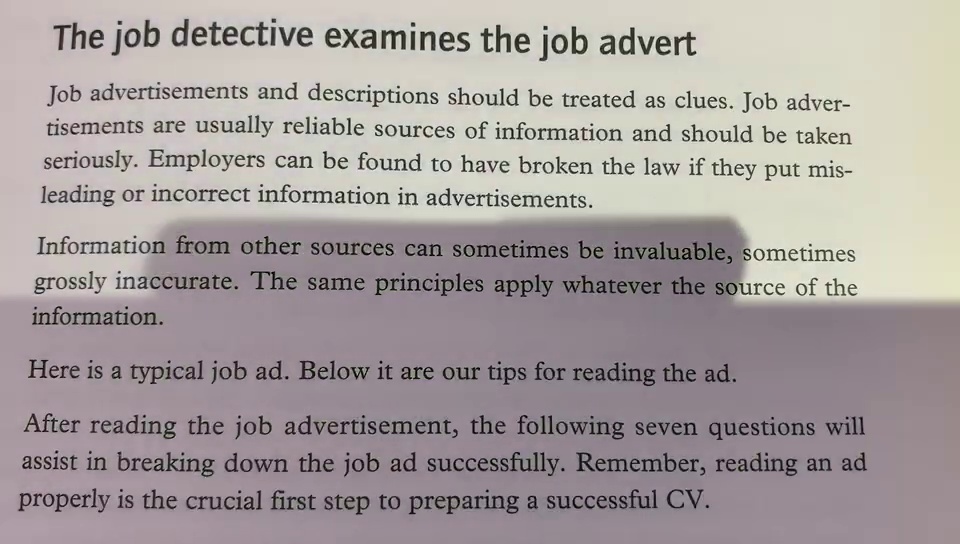 The job detective examines the job advert
Job advertisements and descriptions should be treated as clues. Job adver-
tisements are usually reliable sources of information and should be taken
seriously. Employers can be found to have broken the law if they put mis-
leading or incorrect information in advertisements.
Information from other sources can sometimes be invaluable, sometimes
grossly inaccurate. The same principles apply whatever the source of the
information.
Here is a typical job ad. Below it are our tips for reading the ad.
After reading the job advertisement, the following seven questions will
assist in breaking down the job ad successfully. Remember, reading an ad
properly is the crucial first step to preparing a successful CV.